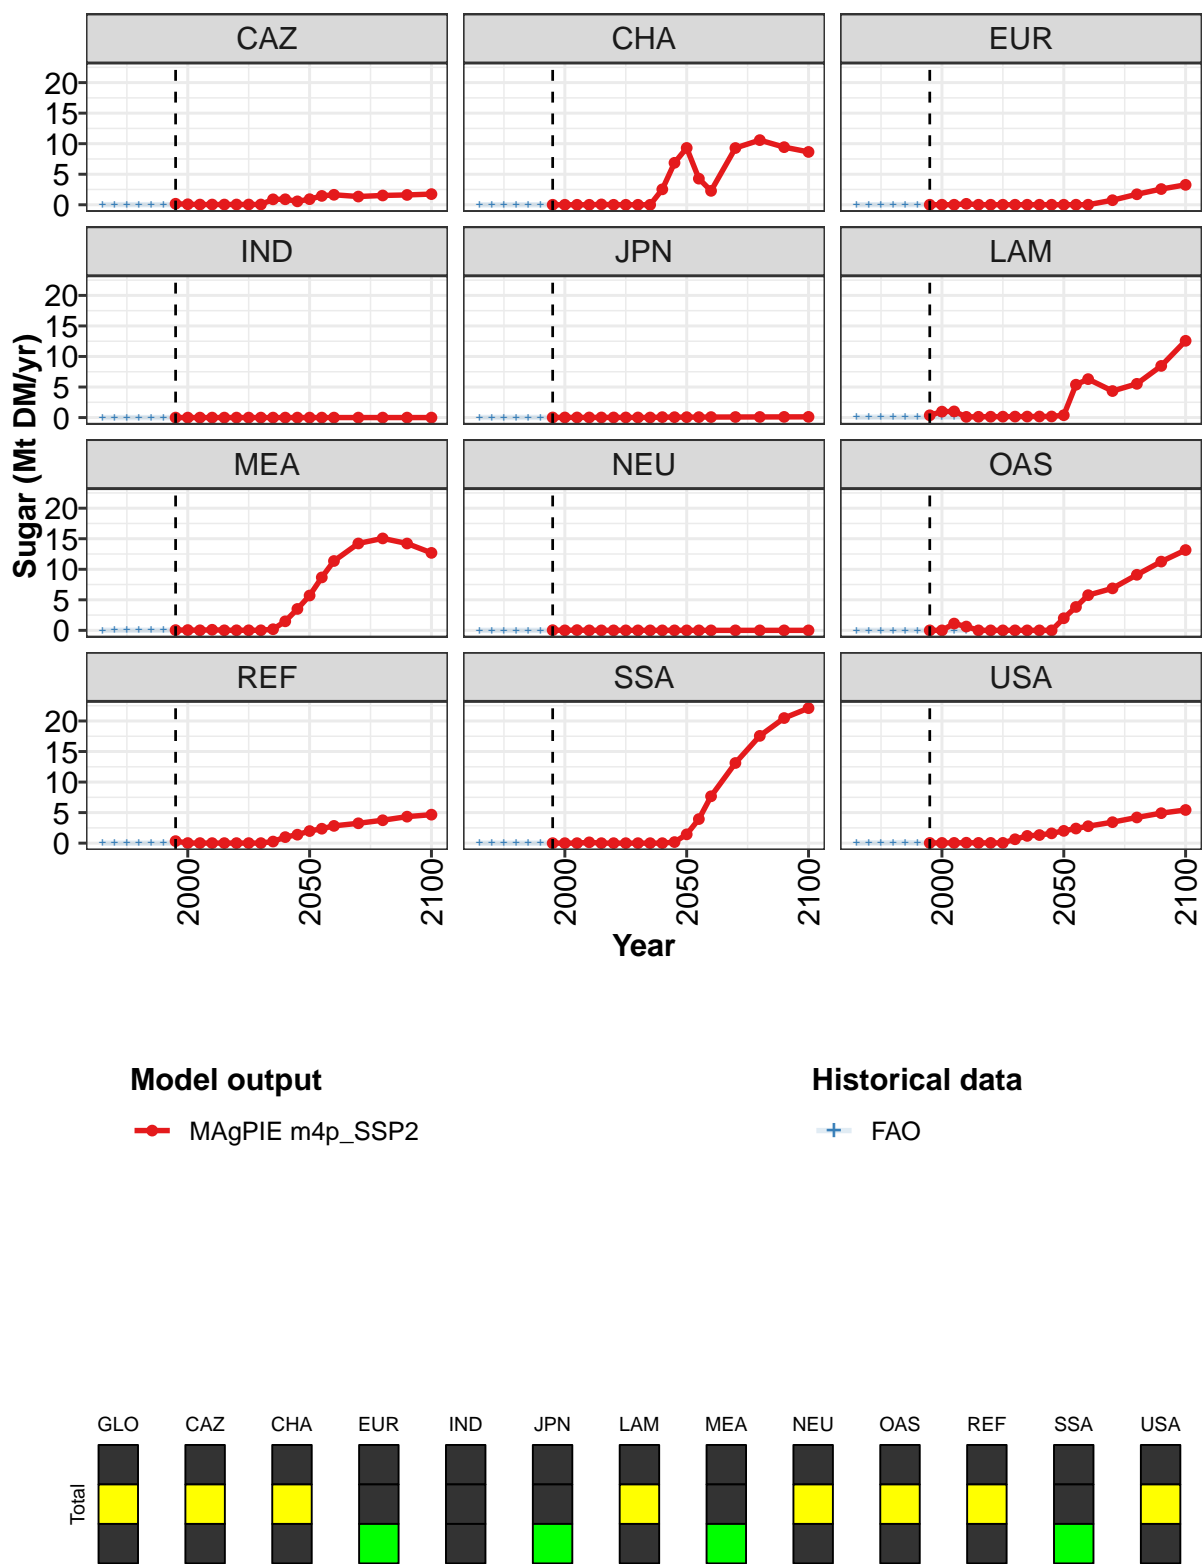 CAZ CHA EUR
20
15
10
5
0
IND JPN LAM
20
15
10
5
0
MEA NEU OAS
20
15
10
5
0
REF SSA USA
20
15
10
5
0
Sugar (Mt DM/yr)
2000 2050 2100 2000 2050 2100 2000 2050 2100
Year
Model output Historical data
MAgPIE m4p_SSP2 FAO
GLO CAZ CHA EUR IND JPN LAM MEA NEU OAS REF SSA USA
Total